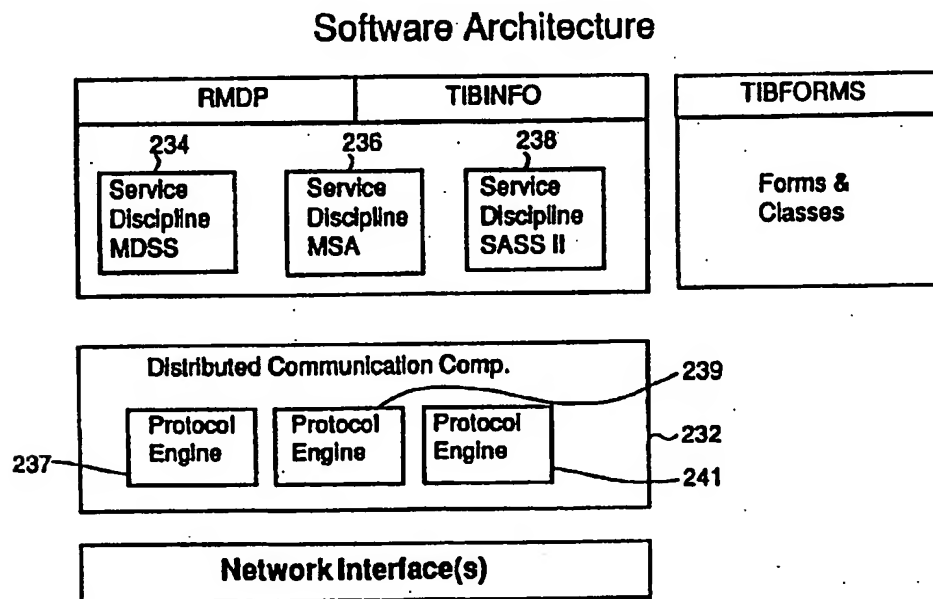 Software Architecture
RMDP
TIBINFO
TIBFORMS
234
236
238
Service
Discipline
MDSS
Service
Discipline
MSA
Service
Discipline
SASS II
Forms &
Classes
Distributed Communication Comp.
239
Protocol
Engine
Protocol
Engine
Protocol
Engine
232
237
241
Network Interface(s)